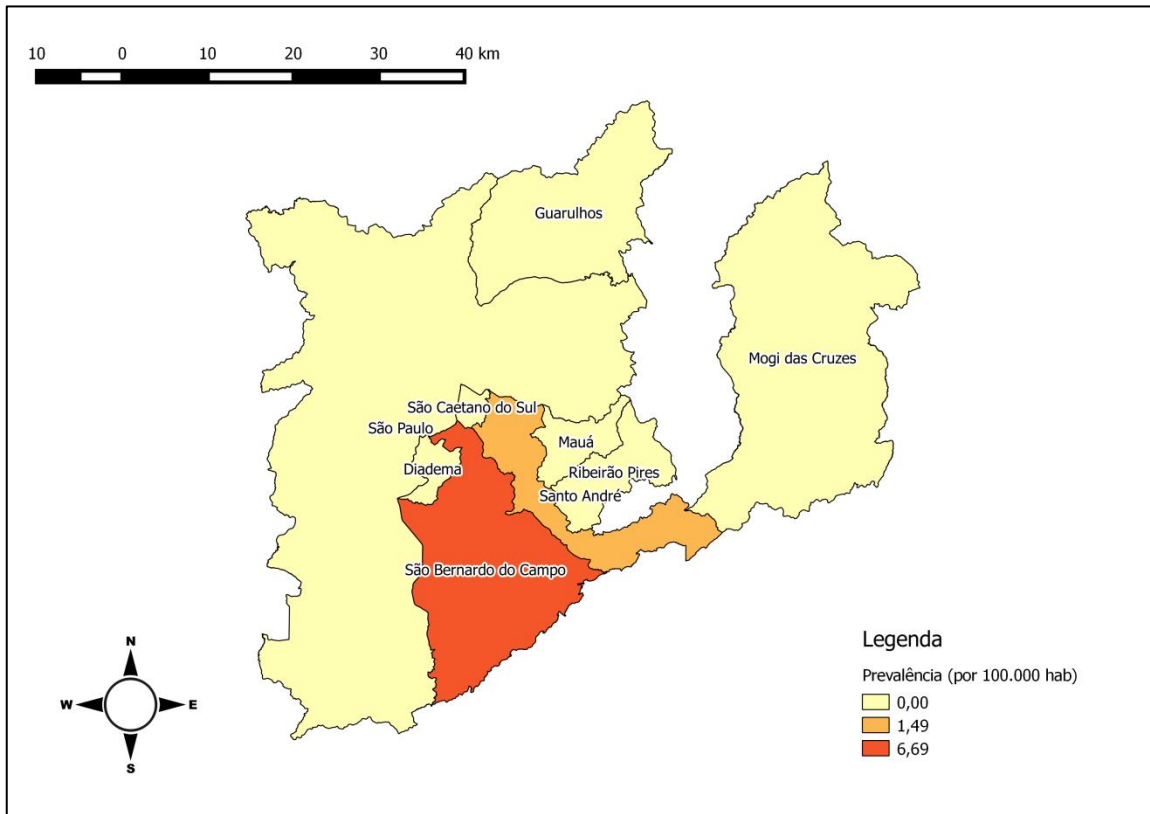 10 0 10 20 30 40 km
Guarulhos
Mogi das Cruzes
São Caetano do Sul
São Paulo
Mauá
Diadema
Ribeirão Pires
Santo André
São Bernardo do Campo
Legenda
Prevalência (por 100.000 hab)
0,00
1,49
6,69
N
W E
S